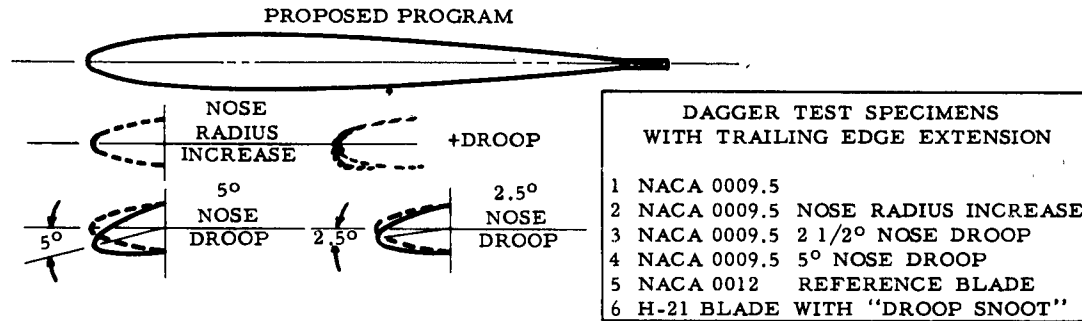 PROPOSED PROGRAM
NOSE
RADIUS
INCREASE
+DROOP
5°
NOSE
DROOP
5°
2.5°
NOSE
DROOP
2.5°
DAGGER TEST SPECIMENS
WITH TRAILING EDGE EXTENSION
1 NACA 0009.5
2 NACA 0009.5 NOSE RADIUS INCREASE
3 NACA 0009.5 2 1/2° NOSE DROOP
4 NACA 0009.5 5° NOSE DROOP
5 NACA 0012 REFERENCE BLADE
6 H-21 BLADE WITH "DROOP SNOOT"